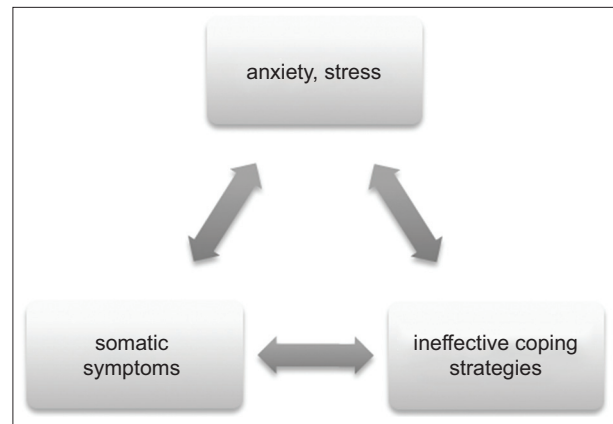 anxiety, stress
somatic
symptoms
ineffective coping
strategies